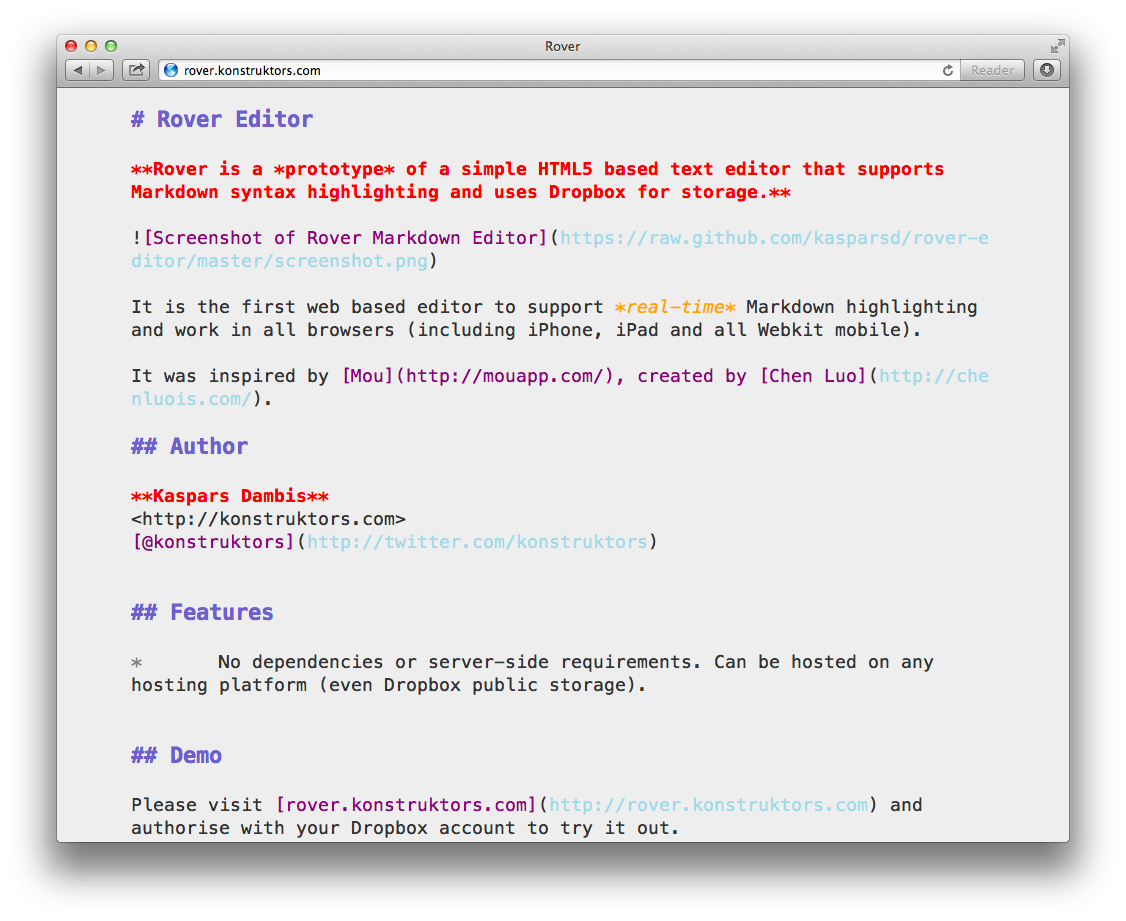 Rover
rover.konstruktors.com
Reader
# Rover Editor
**Rover is a *prototype* of a simple HTML5 based text editor that supports
Markdown syntax highlighting and uses Dropbox for storage.**
![Screenshot of Rover Markdown Editor](https://raw.github.com/kasparsd/rover-e
ditor/master/screenshot.png)
It is the first web based editor to support *real-time* Markdown highlighting
and work in all browsers (including iPhone, iPad and all Webkit mobile).
It was inspired by [Mou](http://mouapp.com/), created by [Chen Luo](http://che
nluois.com/).
## Author
**Kaspars Dambis**
<http://konstruktors.com>
[@konstruktors](http://twitter.com/konstruktors)
## Features
*	No dependencies or server-side requirements. Can be hosted on any
hosting platform (even Dropbox public storage).
## Demo
Please visit [rover.konstruktors.com](http://rover.konstruktors.com) and
authorise with your Dropbox account to try it out.